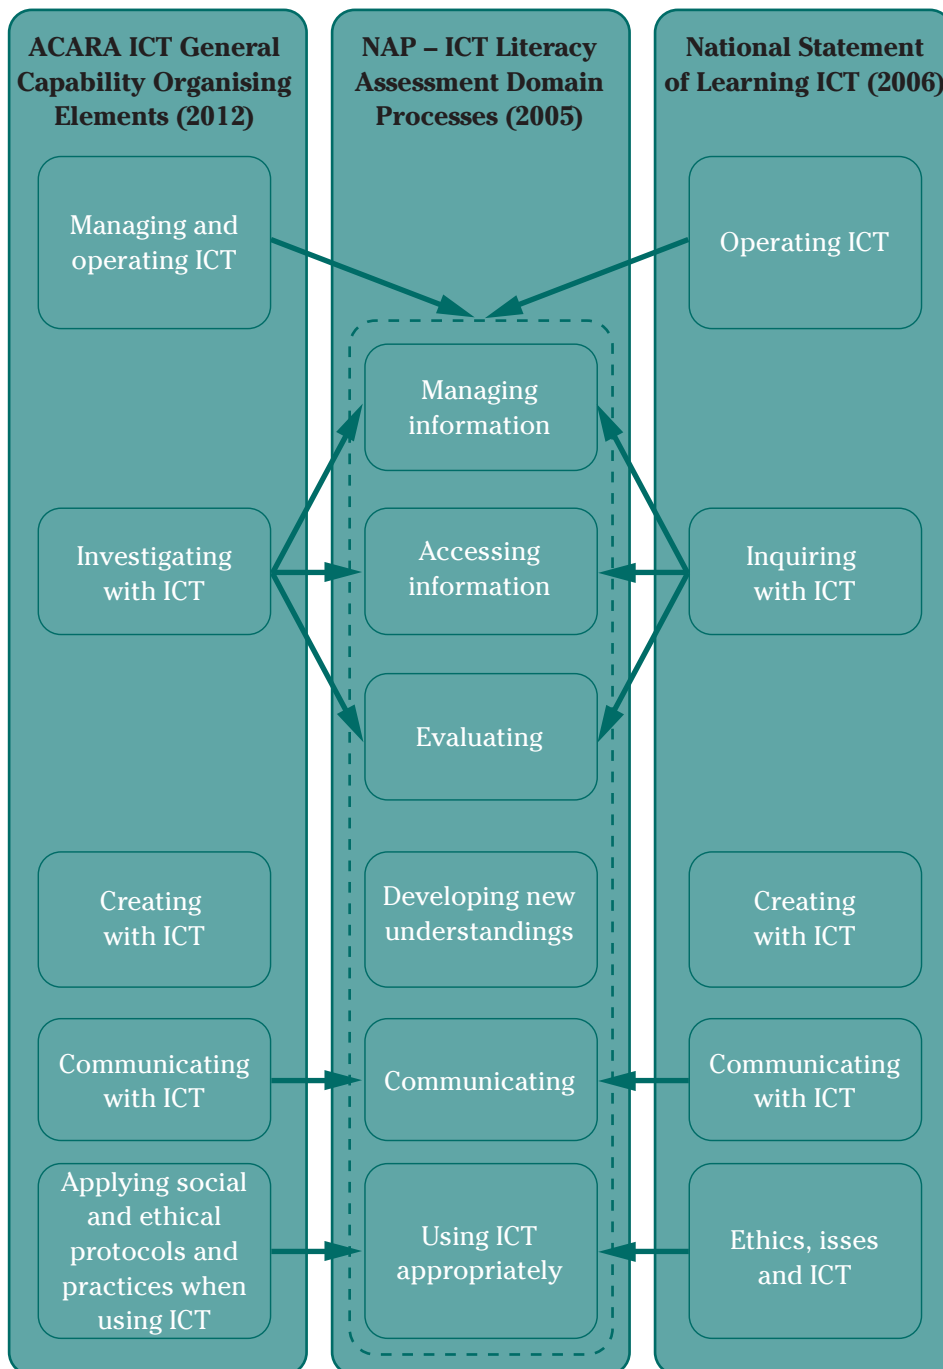 ACARA ICT General
Capability Organising
Elements (2012)
NAP – ICT Literacy
Assessment Domain
Processes (2005)
National Statement
of Learning ICT (2006)
Managing and
operating ICT
Operating ICT
Managing
information
Investigating
with ICT
Accessing
information
Inquiring
with ICT
Evaluating
Creating
with ICT
Developing new
understandings
Creating
with ICT
Communicating
with ICT
Communicating
Communicating
with ICT
Applying social
and ethical
protocols and
practices when
using ICT
Using ICT
appropriately
Ethics, isses
and ICT